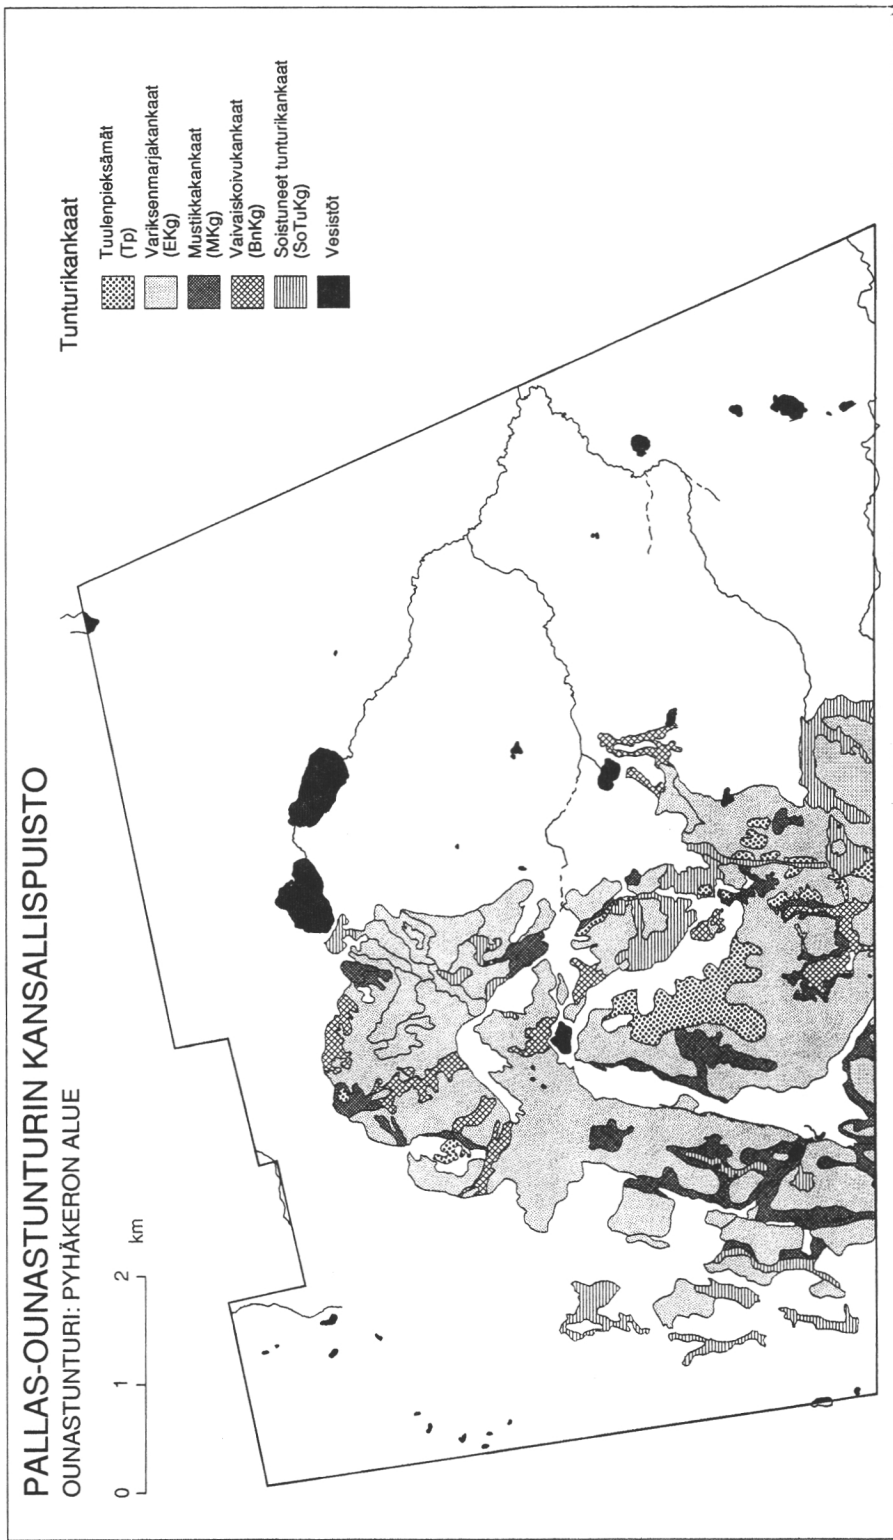 PALLAS-OUNASTUNTURIN KANSALLISPUISTO
OUNASTUNTURI: PYHÄKERON ALUE
0 1 2 km
Tunturikankaat
Tuulenpieksämät
(Tp)
Variksenmarjakankaat
(EKg)
Mustikkakankaat
(MKg)
Vaivaiskoivukankaat
(BnKg)
Soistuneet tunturikankaat
(SoTuKg)
Vesistöt